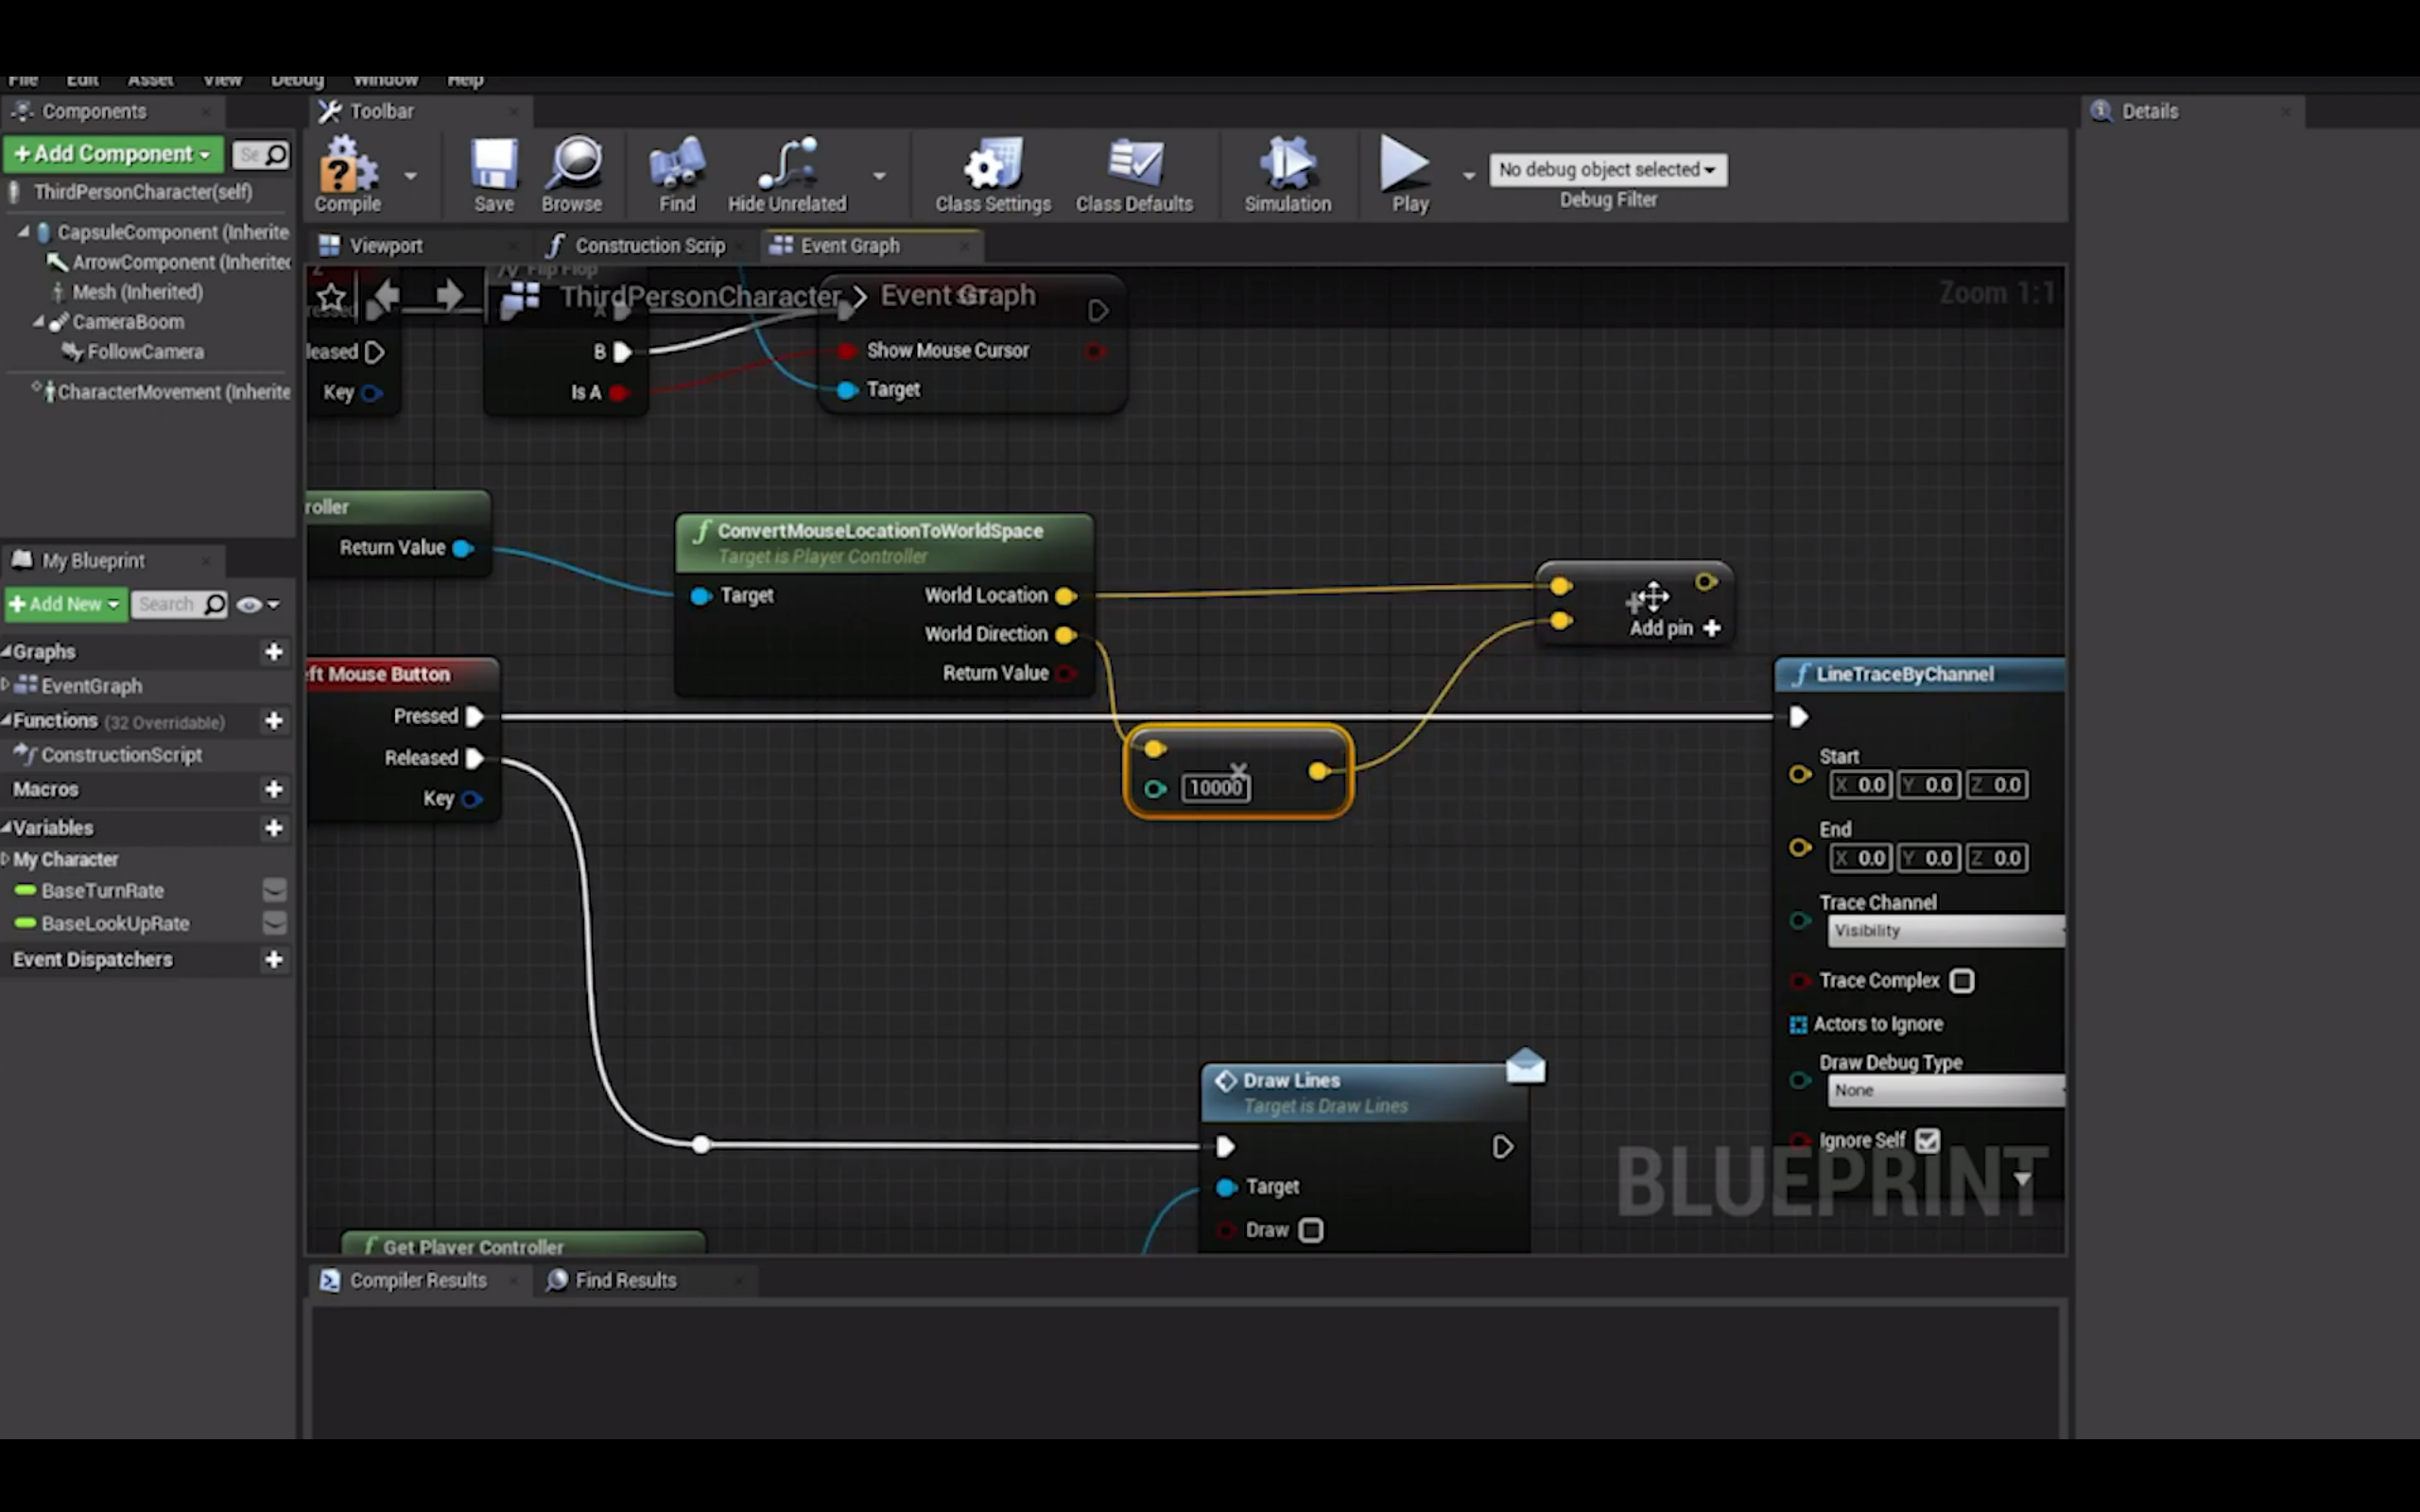 File Edit Asset View Debug Window Help
Components
Toolbar
Details
+Add Component
Se
ThirdPersonCharacter(self)
CapsuleComponent (Inherite
ArrowComponent (Inherited
Mesh (Inherited)
CameraBoom
FollowCamera
CharacterMovement (Inherite
Compile
Save
Browse
Find
Hide Unrelated
Class Settings
Class Defaults
Simulation
Play
No debug object selected
Debug Filter
Viewport
Construction Scrip
Event Graph
Flip Flop
ThirdPersonCharacter > Event Graph
Zoom 1:1
A
B
Is A
leased
Key
Show Mouse Cursor
Target
roller
Return Value
ConvertMouseLocationToWorldSpace
Target is Player Controller
Target
World Location
World Direction
Return Value
Add pin +
10000
ft Mouse Button
Pressed
Released
Key
LineTraceByChannel
Start
X 0.0 Y 0.0 Z 0.0
End
X 0.0 Y 0.0 Z 0.0
Trace Channel
Visibility
Trace Complex
Actors to Ignore
Draw Debug Type
None
Ignore Self
BLUEPRINT
Draw Lines
Target is Draw Lines
Target
Draw
Get Player Controller
My Blueprint
+Add New
Search
Graphs
EventGraph
Functions (32 Overridable)
ConstructionScript
Macros
Variables
My Character
BaseTurnRate
BaseLookUpRate
Event Dispatchers
Compiler Results
Find Results